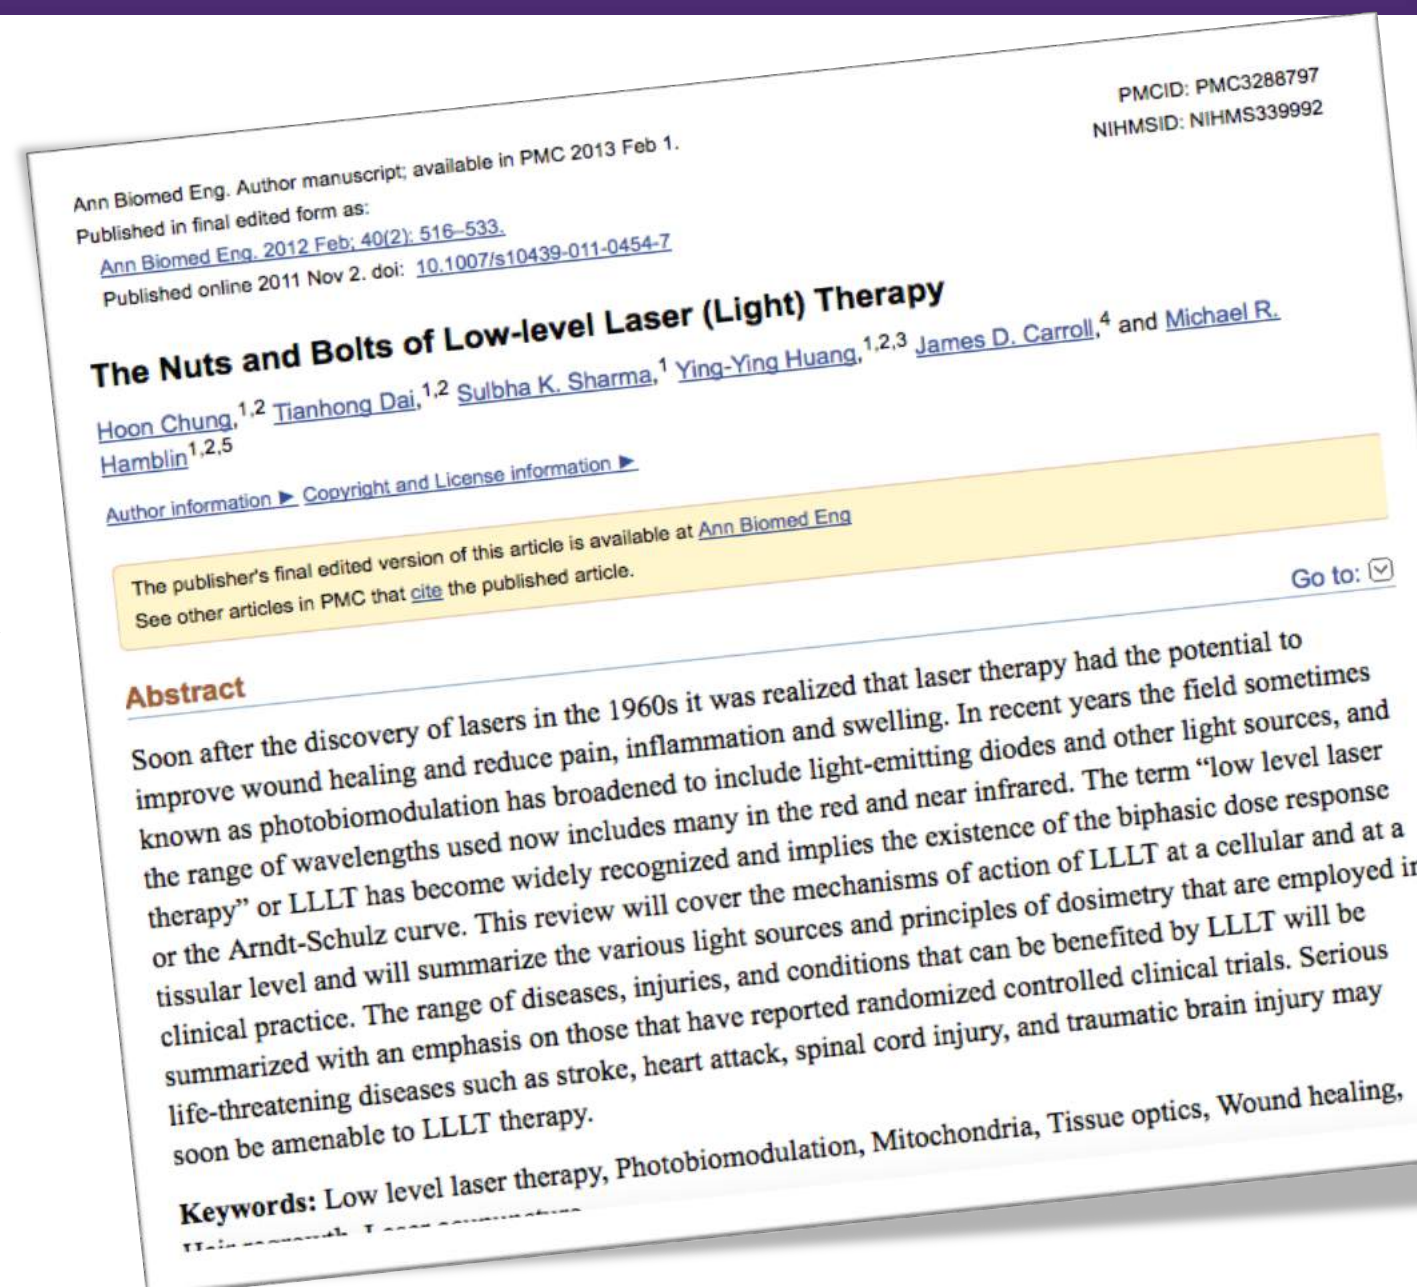 PMCID: PMC3288797
NIHMSID: NIHMS339992
Ann Biomed Eng. Author manuscript; available in PMC 2013 Feb 1.
Published in final edited form as:
Ann Biomed Eng. 2012 Feb; 40(2): 516–533.
Published online 2011 Nov 2. doi: 10.1007/s10439-011-0454-7
The Nuts and Bolts of Low-level Laser (Light) Therapy
Hoon Chung,1,2 Tianhong Dai,1,2 Sulbha K. Sharma,1 Ying-Ying Huang,1,2,3 James D. Carroll,4 and Michael R.
Hamblin1,2,5
Author information ► Copyright and License information ►
The publisher's final edited version of this article is available at Ann Biomed Eng
See other articles in PMC that cite the published article.
Go to:
Abstract
Soon after the discovery of lasers in the 1960s it was realized that laser therapy had the potential to
improve wound healing and reduce pain, inflammation and swelling. In recent years the field sometimes
known as photobiomodulation has broadened to include light-emitting diodes and other light sources, and
the range of wavelengths used now includes many in the red and near infrared. The term “low level laser
therapy” or LLLT has become widely recognized and implies the existence of the biphasic dose response
or the Arndt-Schulz curve. This review will cover the mechanisms of action of LLLT at a cellular and at a
tissular level and will summarize the various light sources and principles of dosimetry that are employed in
clinical practice. The range of diseases, injuries, and conditions that can be benefited by LLLT will be
summarized with an emphasis on those that have reported randomized controlled clinical trials. Serious
life-threatening diseases such as stroke, heart attack, spinal cord injury, and traumatic brain injury may
soon be amenable to LLLT therapy.
Keywords: Low level laser therapy, Photobiomodulation, Mitochondria, Tissue optics, Wound healing,